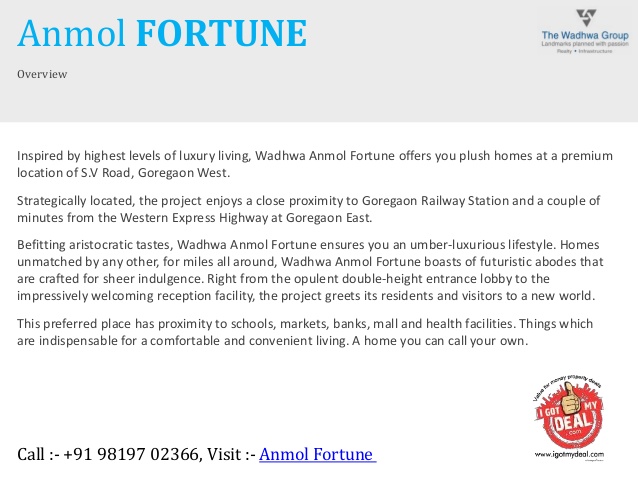 Anmol FORTUNE
Overview
The Wadhwa Group
Landmarks planned with passion
Realty • Infrastructure
Inspired by highest levels of luxury living, Wadhwa Anmol Fortune offers you plush homes at a premium
location of S.V Road, Goregaon West.
Strategically located, the project enjoys a close proximity to Goregaon Railway Station and a couple of
minutes from the Western Express Highway at Goregaon East.
Befitting aristocratic tastes, Wadhwa Anmol Fortune ensures you an umber-luxurious lifestyle. Homes
unmatched by any other, for miles all around, Wadhwa Anmol Fortune boasts of futuristic abodes that
are crafted for sheer indulgence. Right from the opulent double-height entrance lobby to the
impressively welcoming reception facility, the project greets its residents and visitors to a new world.
This preferred place has proximity to schools, markets, banks, mall and health facilities. Things which
are indispensable for a comfortable and convenient living. A home you can call your own.
Value for money property deals
I GOT MY
DEAL
.com
www.igotmydeal.com
Call :- +91 98197 02366, Visit :- Anmol Fortune